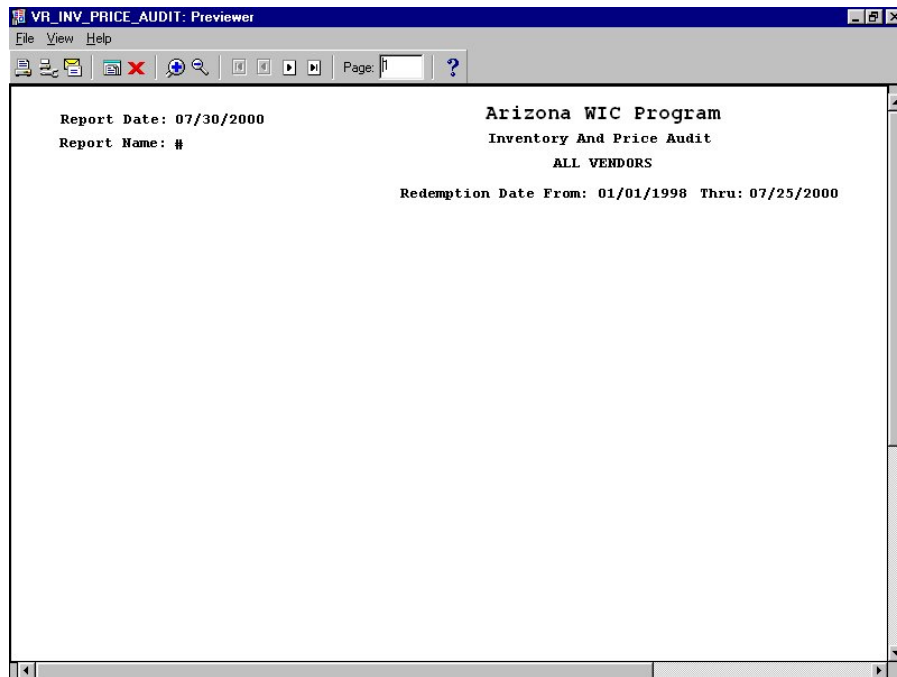 VR_INV_PRICE_AUDIT: Previewer
File View Help
Page: 1
?
Report Date: 07/30/2000
Report Name: #
Arizona WIC Program
Inventory And Price Audit
ALL VENDORS
Redemption Date From: 01/01/1998 Thru: 07/25/2000